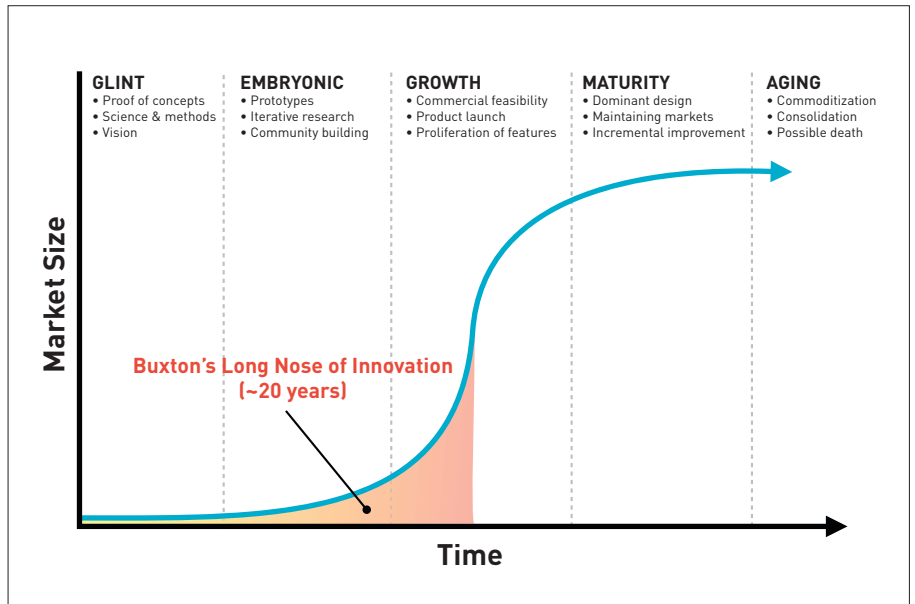 GLINT
• Proof of concepts
• Science & methods
• Vision
EMBRYONIC
• Prototypes
• Iterative research
• Community building
GROWTH
• Commercial feasibility
• Product launch
• Proliferation of features
MATURITY
• Dominant design
• Maintaining markets
• Incremental improvement
AGING
• Commoditization
• Consolidation
• Possible death
Market Size
Buxton's Long Nose of Innovation
(~20 years)
Time